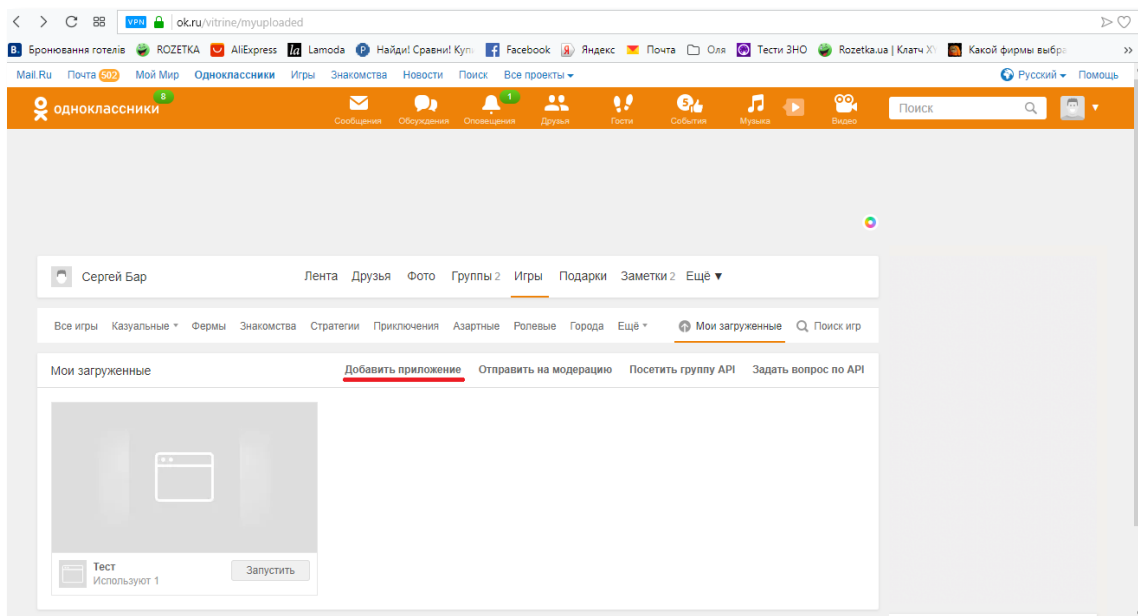 VPN ok.ru/vitrine/myuploaded
B. Бронювання готелів ROZETKA AliExpress la Lamoda P Найди! Сравни! Куп f Facebook Я Яндекс Почта Оля Тести ЗНО Rozetka.ua | Клатч X Какой фирмы выбра »
Mail.Ru Почта 502 Мой Мир Одноклассники Игры Знакомства Новости Поиск Все проекты Русский Помощь
одноклассники 8 Сообщения Обсуждения Оповещения 1 Друзья Гости События 5 Музыка Видео Поиск
Сергей Бар Лента Друзья Фото Группы 2 Игры Подарки Заметки 2 Ещё
Все игры Казуальные Фермы Знакомства Стратегии Приключения Азартные Ролевые Города Ещё Мои загруженные Поиск игр
Мои загруженные Добавить приложение Отправить на модерацию Посетить группу API Задать вопрос по API
Тест
Используют 1
Запустить